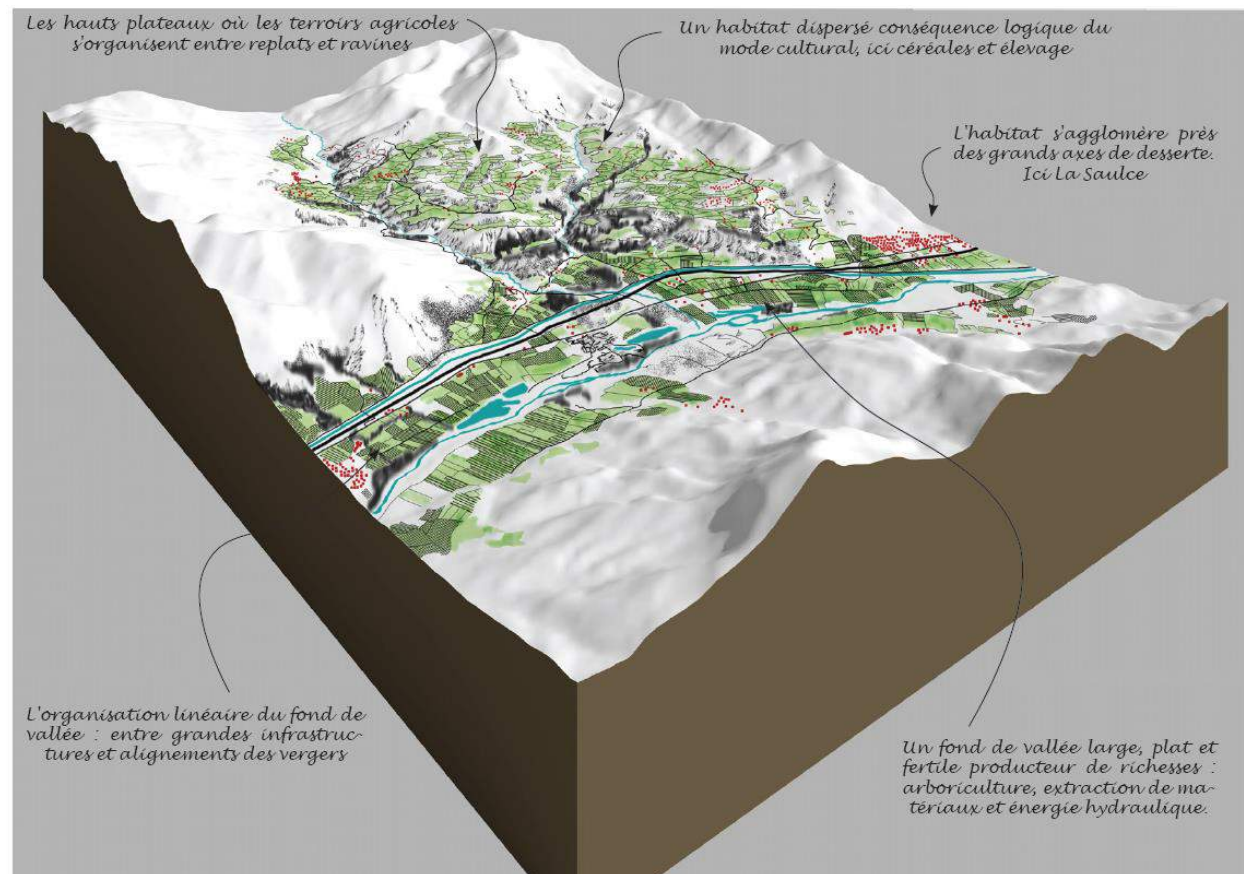 Les hauts plateaux où les terroirs agricoles
s'organisent entre replats et ravines
Un habitat dispersé conséquence logique du
mode cultural, ici céréales et élevage
L'habitat s'agglomère près
des grands axes de desserte.
Ici La Saulce
L'organisation linéaire du fond de
vallée : entre grandes infrastruc-
tures et alignements des vergers
Un fond de vallée large, plat et
fertile producteur de richesses :
arboriculture, extraction de ma-
tériaux et énergie hydraulique.